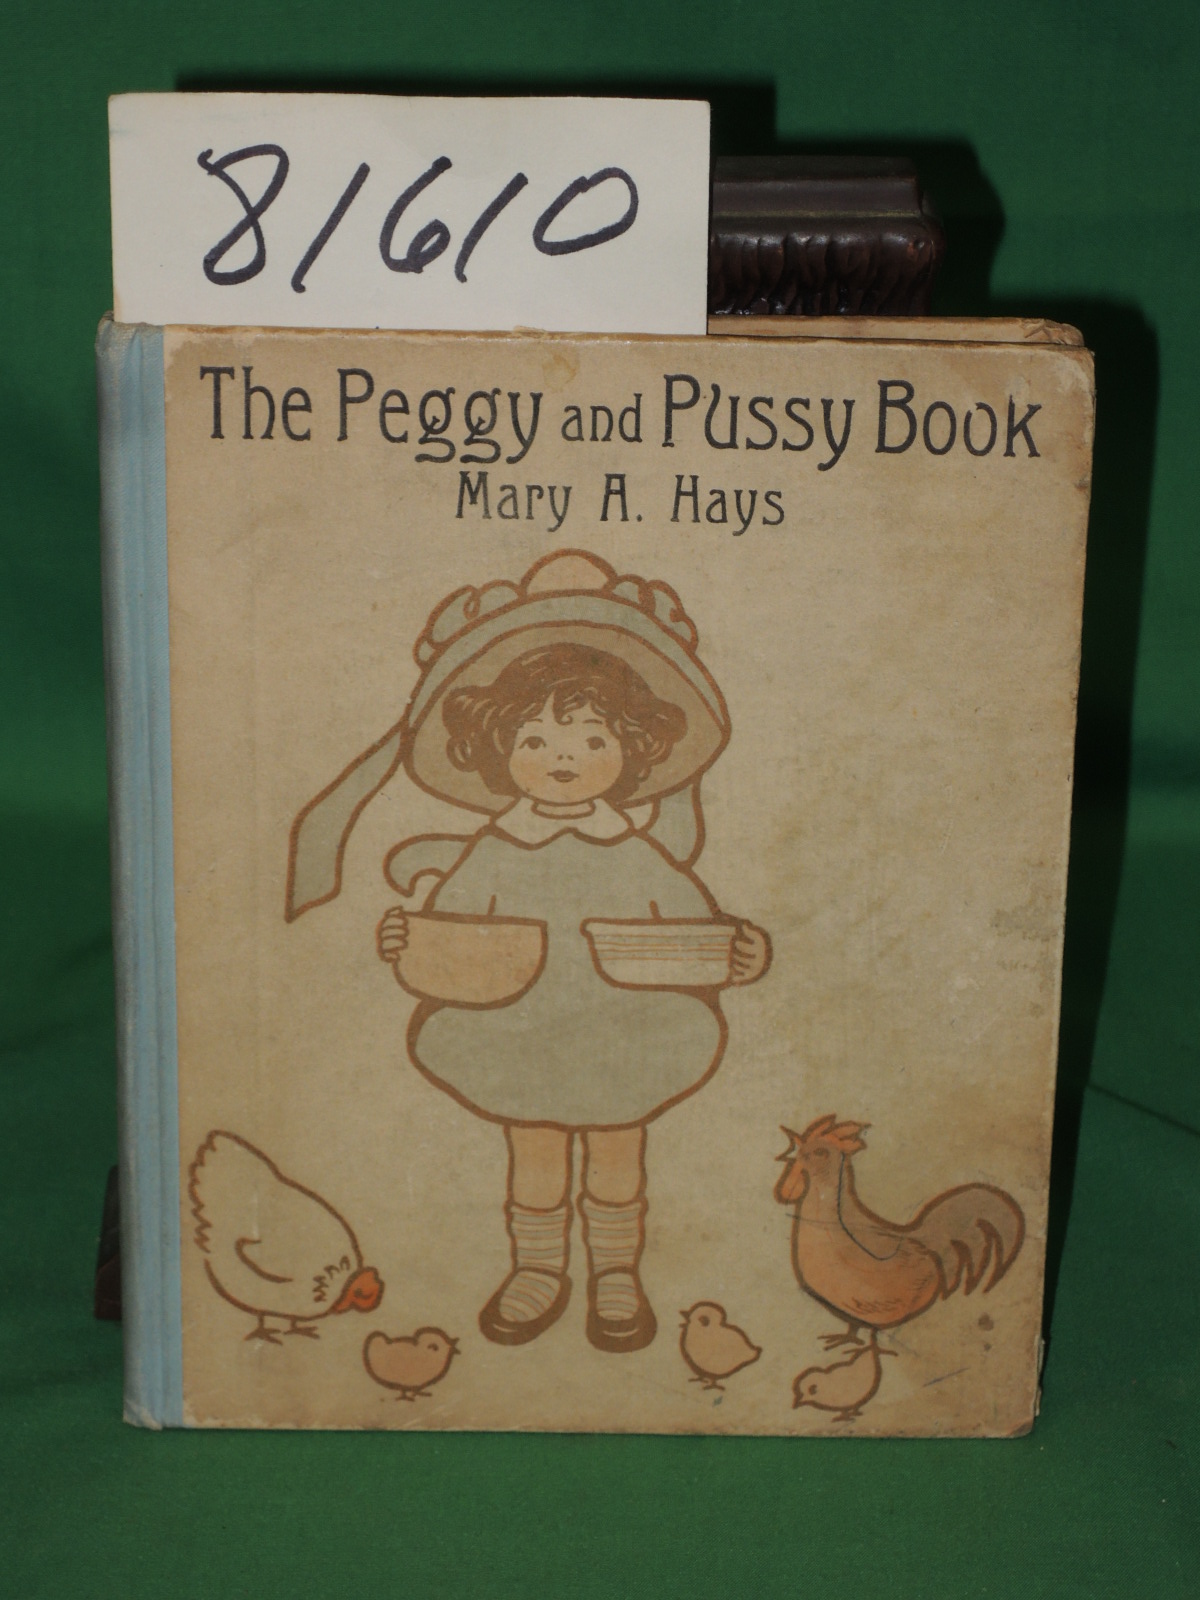 81610
The Peggy and Pussy Book
Mary A. Hays